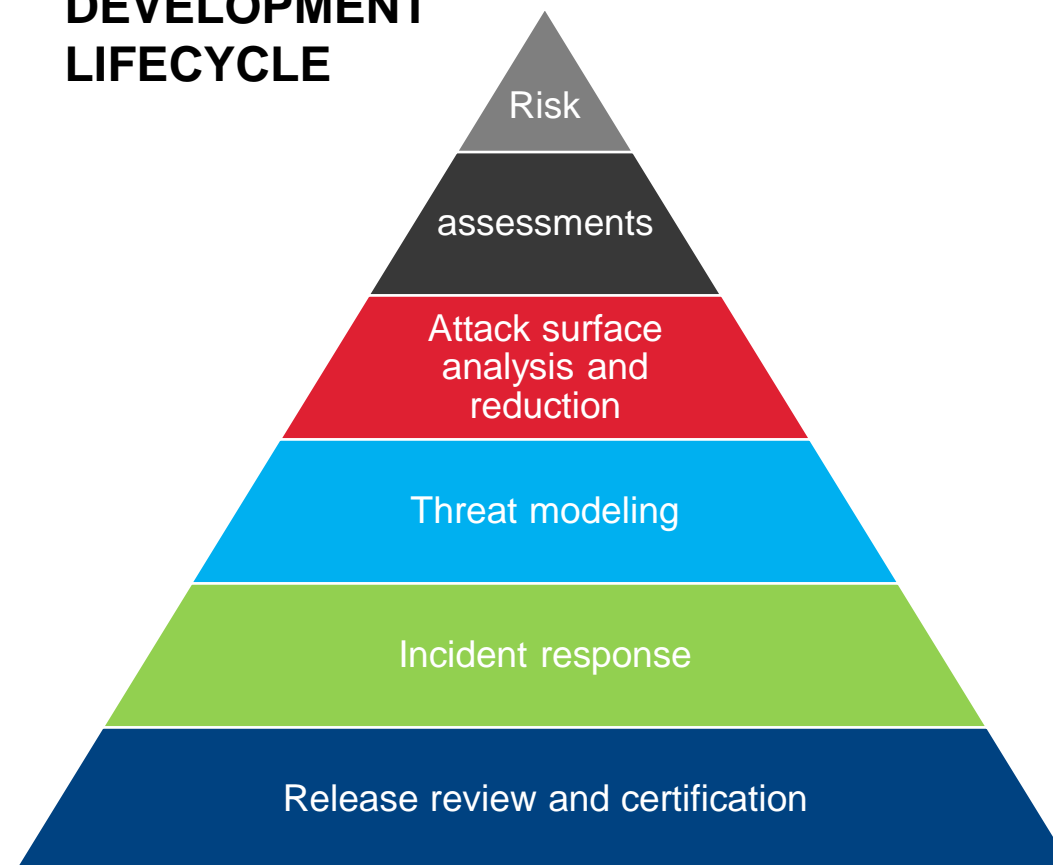 DEVELOPMENT
LIFECYCLE
Risk
assessments
Attack surface
analysis and
reduction
Threat modeling
Incident response
Release review and certification